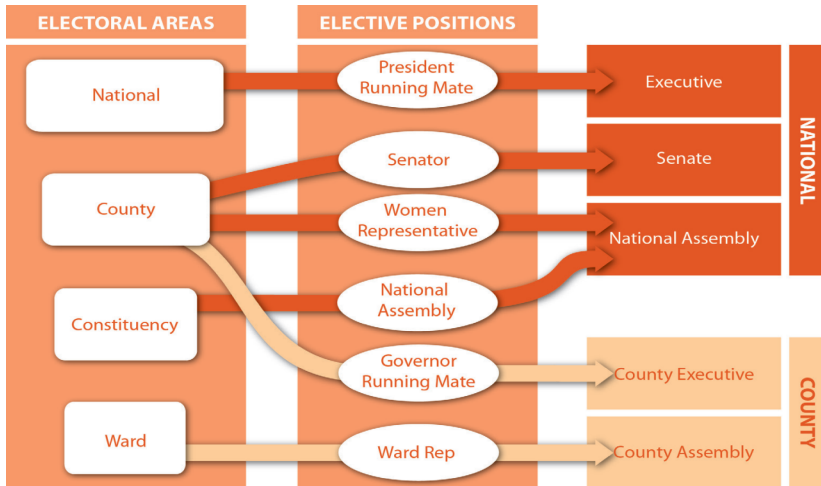 ELECTORAL AREAS
ELECTIVE POSITIONS
National
President
Running Mate
Executive
County
Senator
Senate
Women
Representative
National Assembly
Constituency
National
Assembly
Governor
Running Mate
County Executive
Ward
Ward Rep
County Assembly
NATIONAL
COUNTY